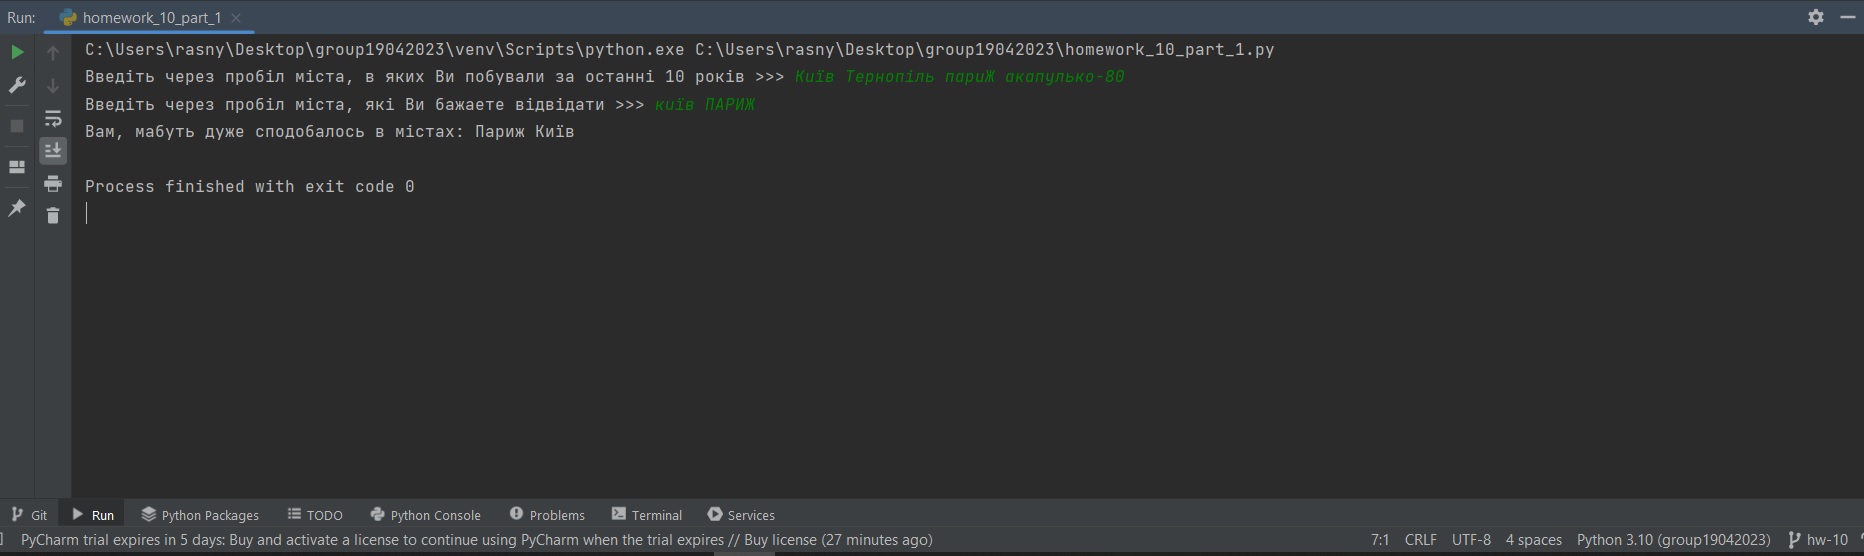 Run: homework_10_part_1
C:\Users\rasny\Desktop\group19042023\venv\Scripts\python.exe C:\Users\rasny\Desktop\group19042023\homework_10_part_1.py
Введіть через пробіл міста, в яких Ви побували за останні 10 років >>> Київ Тернопіль париЖ акапулько-80
Введіть через пробіл міста, які Ви бажаете відвідати >>> київ ПАРИЖ
Вам, мабуть дуже сподобалось в містах: Париж Київ
Process finished with exit code 0
Git Run Python Packages TODO Python Console Problems Terminal Services
PyCharm trial expires in 5 days: Buy and activate a license to continue using PyCharm when the trial expires // Buy license (27 minutes ago) 7:1 CRLF UTF-8 4 spaces Python 3.10 (group19042023) hw-10